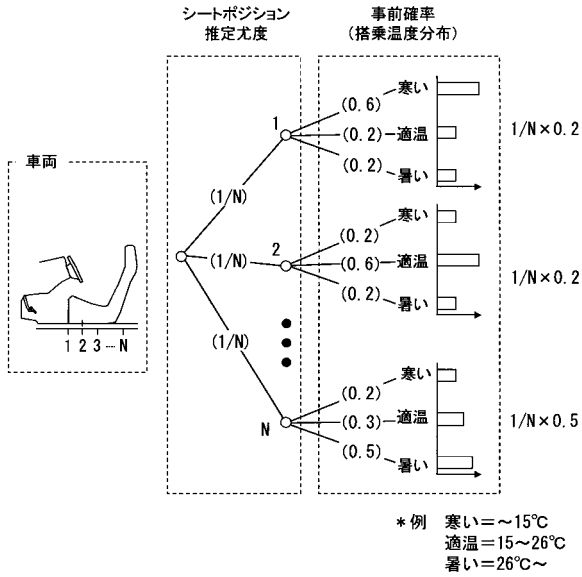 シートポジション
推定尤度
事前確率
(搭乗温度分布)
車両
1 2 3 … N
(1/N)
(1/N)
(1/N)
1
(0.6) 寒い
(0.2) 適温
(0.2) 暑い
1/N×0.2
2
(0.2) 寒い
(0.6) 適温
(0.2) 暑い
1/N×0.2
N
(0.2) 寒い
(0.3) 適温
(0.5) 暑い
1/N×0.5
*例 寒い=~15℃
適温=15~26℃
暑い=26℃~